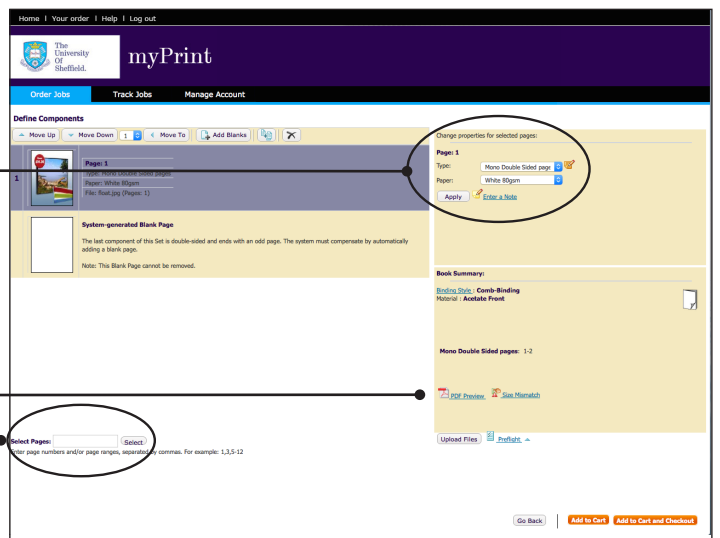 Home I Your order I Help I Log out
The
University
Of
Sheffield.
myPrint
Order Jobs Track Jobs Manage Account
Define Components
Move Up Move Down 1 Move To Add Blanks
1
Page: 1
Type: Mono Double Sided pages
Paper: White 80gsm
File: float.jpg (Pages: 1)
System-generated Blank Page
The last component of this Set is double-sided and ends with an odd page. The system must compensate by automatically
adding a blank page.
Note: This Blank Page cannot be removed.
Select Pages: Select
Enter page numbers and/or page ranges, separated by commas. For example: 1,3,5-12
Change properties for selected pages:
Page: 1
Type: Mono Double Sided page
Paper: White 80gsm
Apply Enter a Note
Book Summary:
Binding Style : Comb-Binding
Material : Acetate Front
Mono Double Sided pages: 1-2
PDF Preview Size Mismatch
Upload Files Preflight
Go Back Add to Cart Add to Cart and Checkout